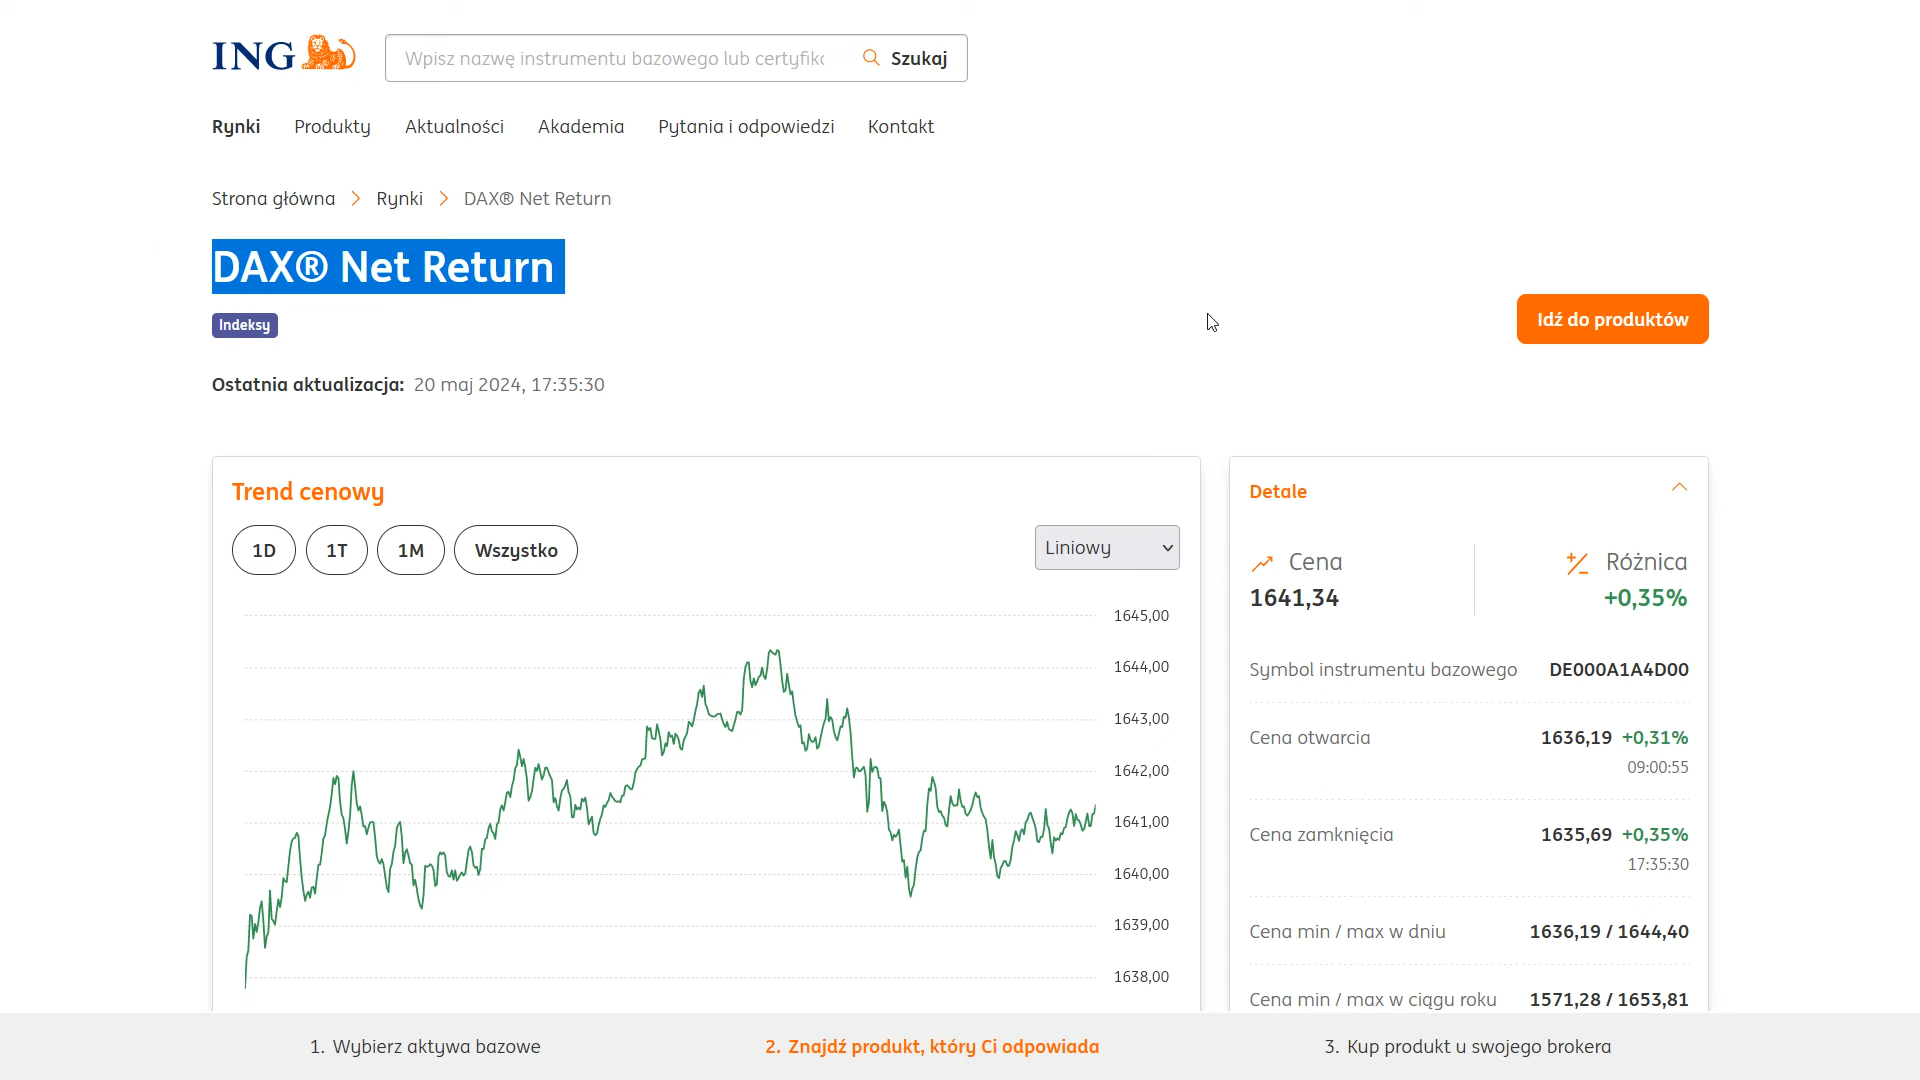 ING
Wpisz nazwę instrumentu bazowego lub certyfikc
Szukaj
Rynki
Produkty
Aktualności
Akademia
Pytania i odpowiedzi
Kontakt
Strona główna
Rynki
DAX® Net Return
DAX® Net Return
Indeksy
Idź do produktów
Ostatnia aktualizacja: 20 maj 2024, 17:35:30
Trend cenowy
1D
1T
1M
Wszystko
Liniowy
1645,00
1644,00
1643,00
1642,00
1641,00
1640,00
1639,00
1638,00
Detale
Cena
1641,34
Różnica
+0,35%
Symbol instrumentu bazowego DE000A1A4D00
Cena otwarcia 1636,19 +0,31%
09:00:55
Cena zamknięcia 1635,69 +0,35%
17:35:30
Cena min / max w dniu 1636,19 / 1644,40
Cena min / max w ciągu roku 1571,28 / 1653,81
1. Wybierz aktywa bazowe
2. Znajdź produkt, który Ci odpowiada
3. Kup produkt u swojego brokera